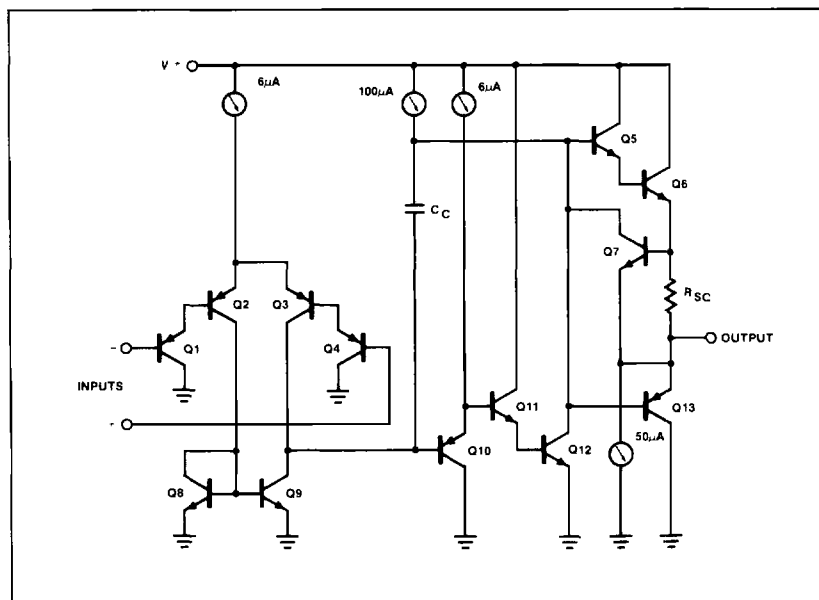 V +
6μA
100μA
6μA
Q5
Q6
CC
Q7
RSC
Q2
Q3
Q1
Q4
OUTPUT
–
INPUTS
+
Q11
Q13
Q10
Q12
50μA
Q8
Q9